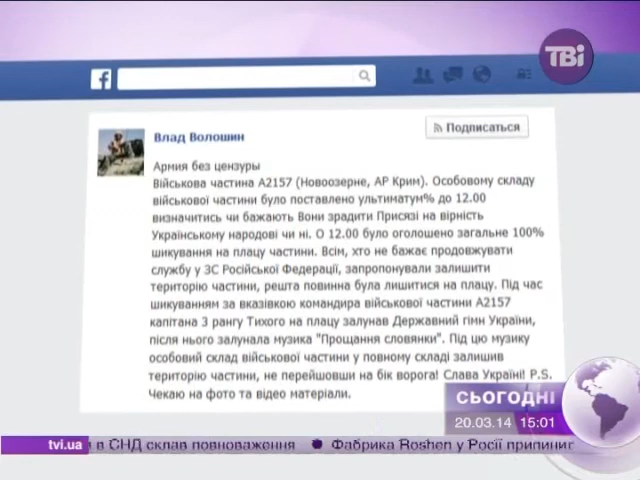 ТВі
Влад Волошин
Подписаться
Армия без цензуры
Військова частина А2157 (Новоозерне, АР Крим). Особовому складу
військової частини було поставлено ультиматум% до 12.00
визначитись чи бажають Вони зрадити Присязі на вірність
Українському народові чи ні. О 12.00 було оголошено загальне 100%
шикування на плацу частини. Всім, хто не бажає продовжувати
службу у ЗС Російської Федерації, запропонували залишити
територію частини, решта повинна була лишитися на плацу. Під час
шикуванням за вказівкою командира військової частини А2157
капітана 3 рангу Тихого на плацу залунав Державний гімн України,
після нього залунала музика "Прощання словянки". Під цю музику
особовий склад військової частини у повному складі залишив
територію частини, не перейшовши на бік ворога! Слава Україні! P.S.
Чекаю на фото та відео матеріали.
СЬОГОДНІ
20.03.14 15:01
tvi.ua в СНД склав повноваження ● Фабрика Roshen у Росії припиниг